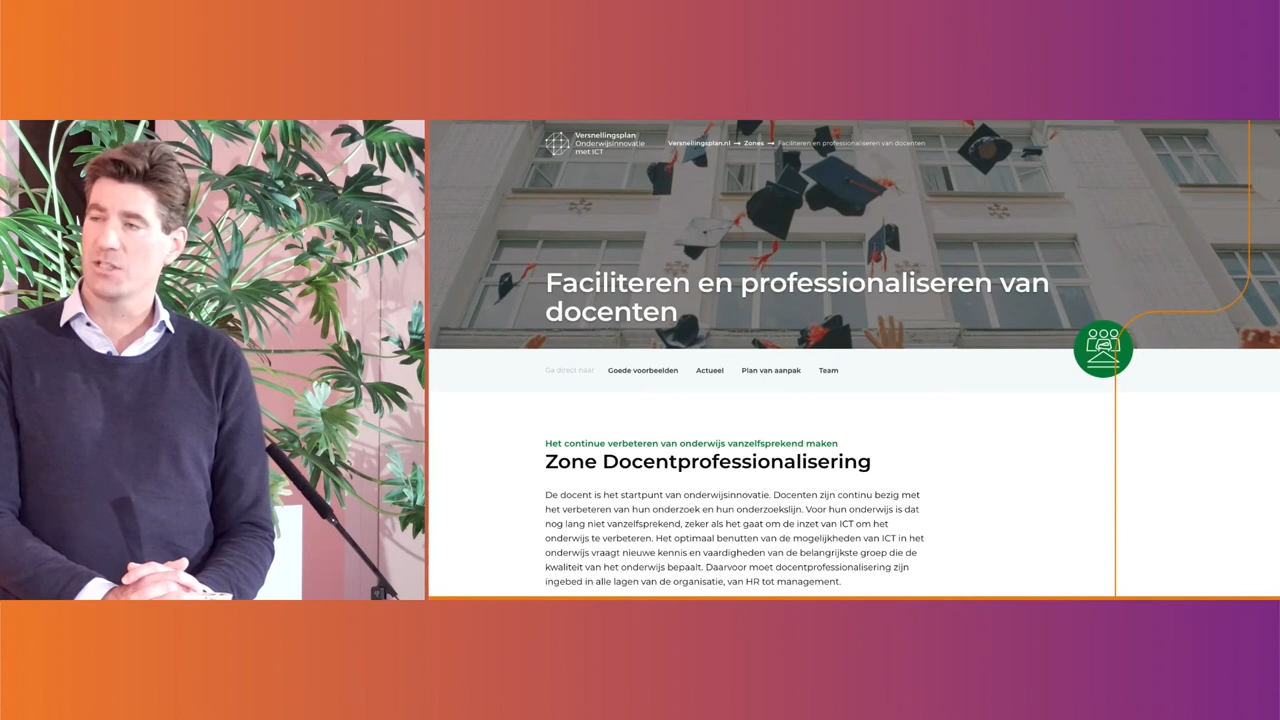 Versnellingsplan
Onderwijsinnovatie
met ICT
Versnellingsplan.nl → Zones → Faciliteren en professionaliseren van docenten
Faciliteren en professionaliseren van
docenten
Ga direct naar Goede voorbeelden Actueel Plan van aanpak Team
Het continue verbeteren van onderwijs vanzelfsprekend maken
Zone Docentprofessionalisering
De docent is het startpunt van onderwijsinnovatie. Docenten zijn continu bezig met
het verbeteren van hun onderzoek en hun onderzoekslijn. Voor hun onderwijs is dat
nog lang niet vanzelfsprekend, zeker als het gaat om de inzet van ICT om het
onderwijs te verbeteren. Het optimaal benutten van de mogelijkheden van ICT in het
onderwijs vraagt nieuwe kennis en vaardigheden van de belangrijkste groep die de
kwaliteit van het onderwijs bepaalt. Daarvoor moet docentprofessionalisering zijn
ingebed in alle lagen van de organisatie, van HR tot management.